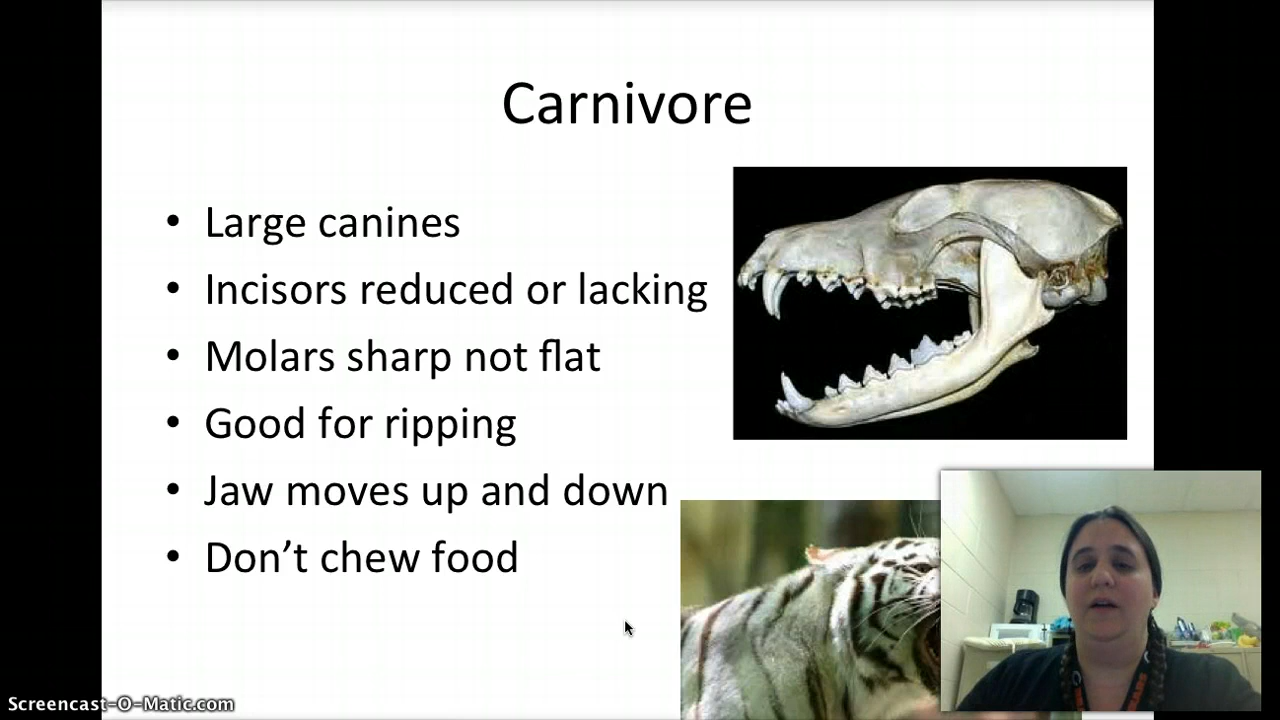 Carnivore
• Large canines
• Incisors reduced or lacking
• Molars sharp not flat
• Good for ripping
• Jaw moves up and down
• Don’t chew food
Screencast-O-Matic.com